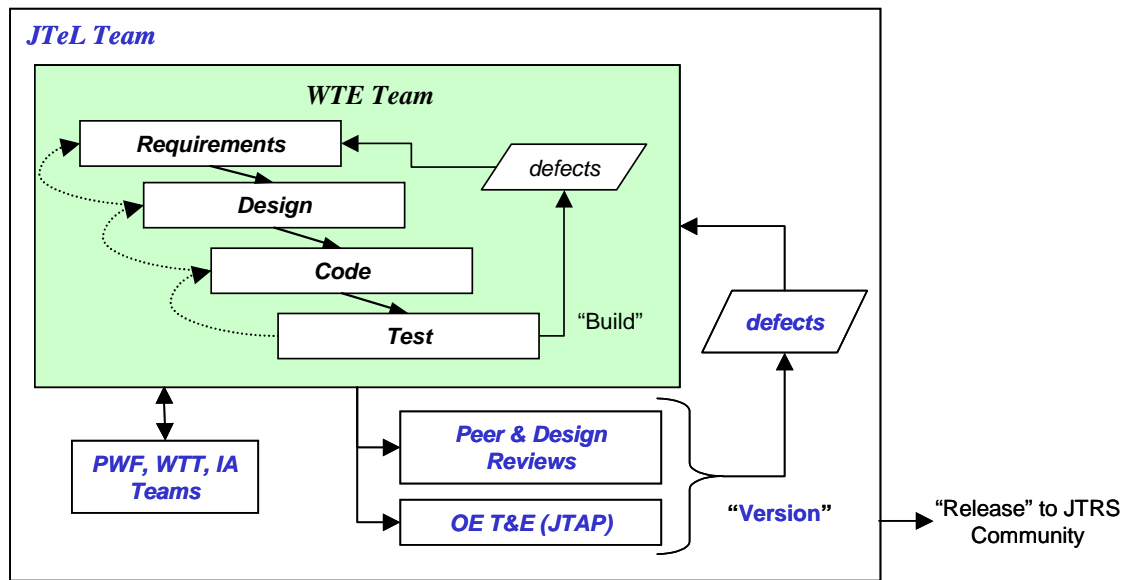 JTeL Team
WTE Team
Requirements
defects
Design
Code
Test
“Build”
defects
Peer & Design
Reviews
PWF, WTT, IA
Teams
OE T&E (JTAP)
“Version”
“Release” to JTRS
Community